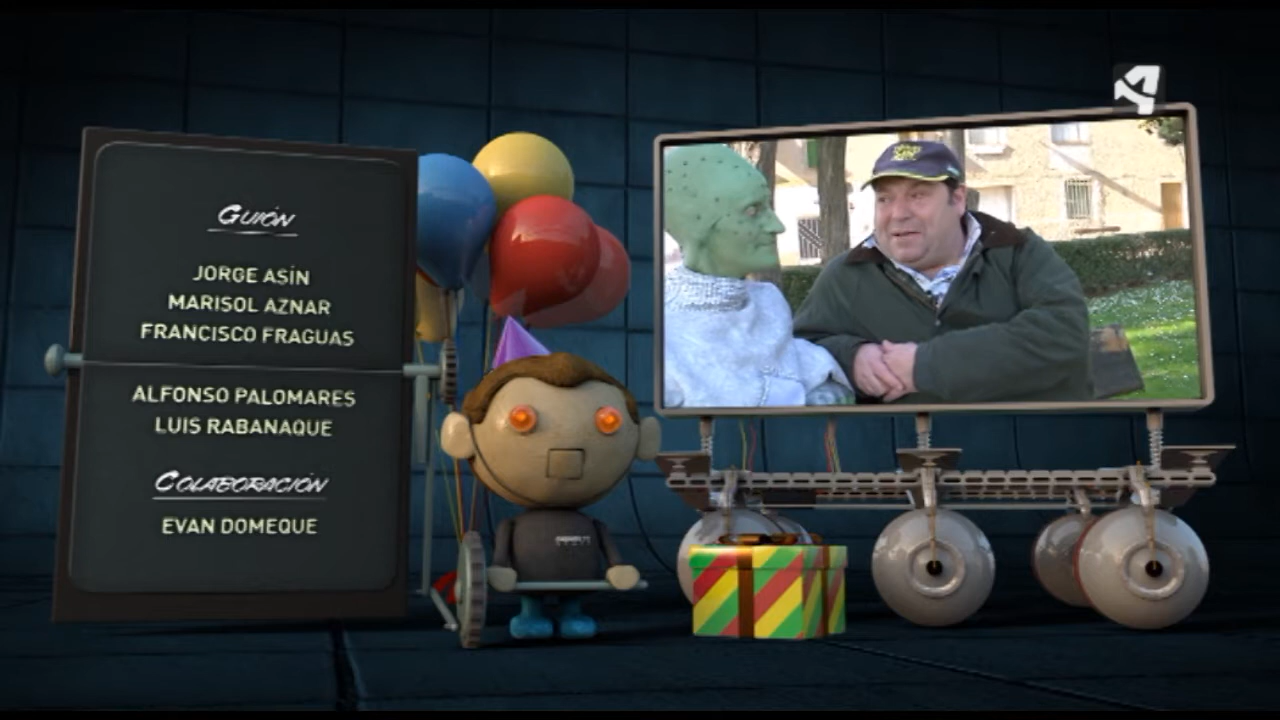 GUIÓN
JORGE ASÍN
MARISOL AZNAR
FRANCISCO FRAGUAS
ALFONSO PALOMARES
LUIS RABANAQUE
COLABORACIÓN
EVAN DOMEQUE